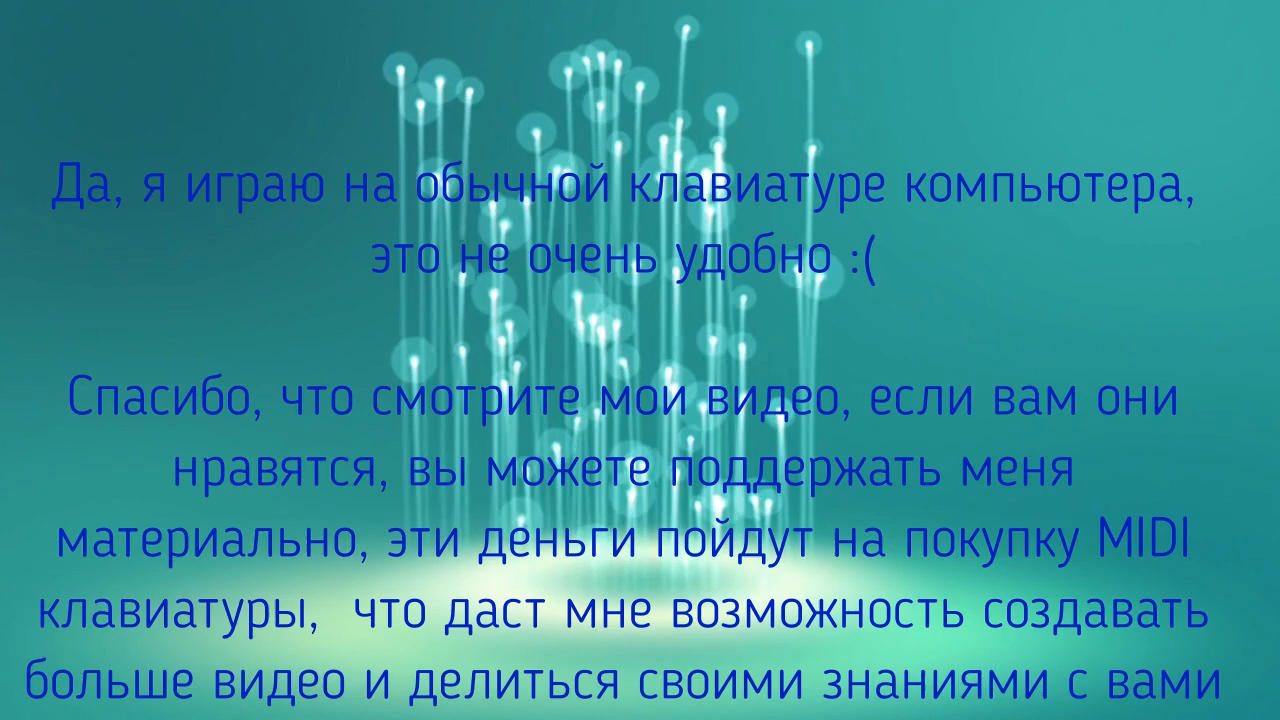 Да, я играю на обычной клавиатуре компьютера,
это не очень удобно :(
Спасибо, что смотрите мои видео, если вам они
нравятся, вы можете поддержать меня
материально, эти деньги пойдут на покупку MIDI
клавиатуры,  что даст мне возможность создавать
больше видео и делиться своими знаниями с вами